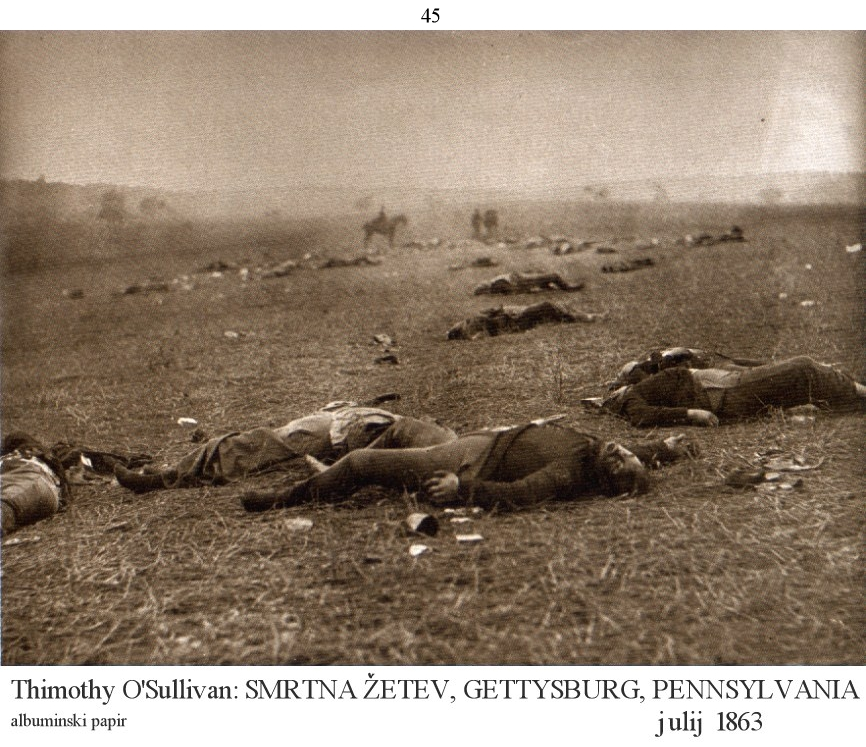 45
Thimothy O'Sullivan: SMRTNA ŽETEV, GETTYSBURG, PENNSYLVANIA
albuminski papir julij 1863